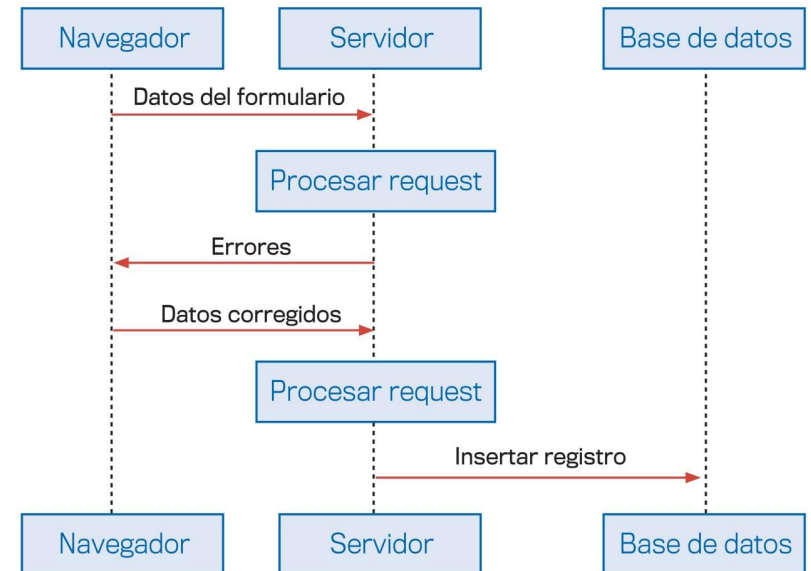 Navegador
Servidor
Base de datos
Datos del formulario
Procesar request
Errores
Datos corregidos
Procesar request
Insertar registro
Navegador
Servidor
Base de datos